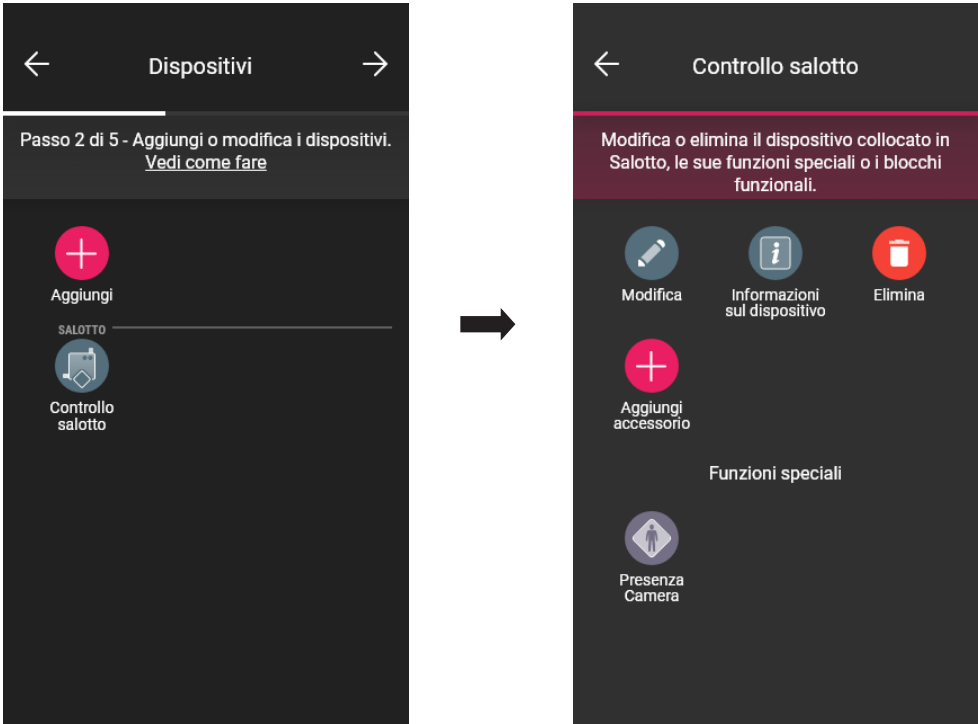 Dispositivi
Passo 2 di 5 - Aggiungi o modifica i dispositivi.
Vedi come fare
Aggiungi
SALOTTO
Controllo
salotto
Controllo salotto
Modifica o elimina il dispositivo collocato in
Salotto, le sue funzioni speciali o i blocchi
funzionali.
Modifica
Informazioni
sul dispositivo
Elimina
Aggiungi
accessorio
Funzioni speciali
Presenza
Camera